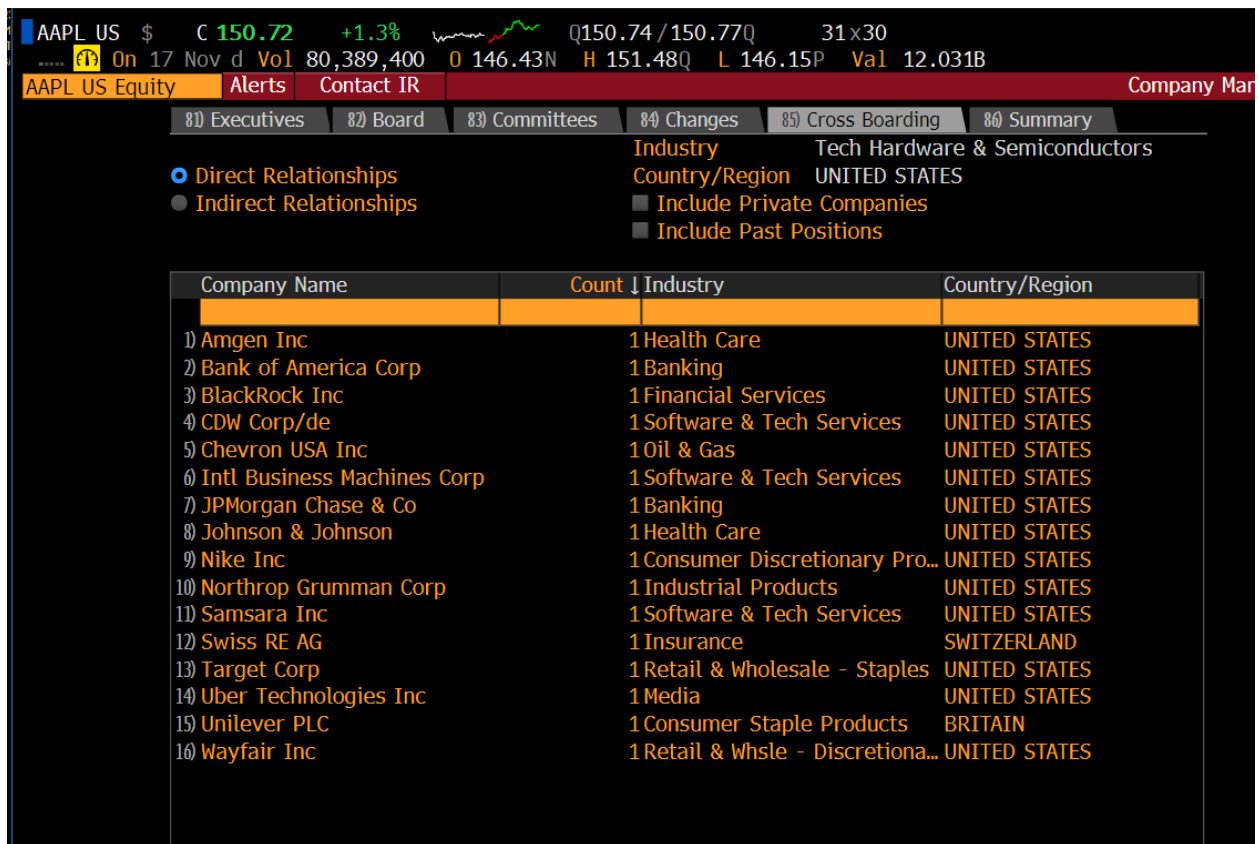 AAPL US $ C 150.72 +1.3% Q150.74/150.77Q 31x30
On 17 Nov d Vol 80,389,400 O 146.43N H 151.48Q L 146.15P Val 12.031B
AAPL US Equity Alerts Contact IR Company Mar
81) Executives 82) Board 83) Committees 84) Changes 85) Cross Boarding 86) Summary
Industry Tech Hardware & Semiconductors
Direct Relationships Country/Region UNITED STATES
Indirect Relationships Include Private Companies
Include Past Positions
Company Name Count ↓ Industry Country/Region
1) Amgen Inc 1 Health Care UNITED STATES
2) Bank of America Corp 1 Banking UNITED STATES
3) BlackRock Inc 1 Financial Services UNITED STATES
4) CDW Corp/de 1 Software & Tech Services UNITED STATES
5) Chevron USA Inc 1 Oil & Gas UNITED STATES
6) Intl Business Machines Corp 1 Software & Tech Services UNITED STATES
7) JPMorgan Chase & Co 1 Banking UNITED STATES
8) Johnson & Johnson 1 Health Care UNITED STATES
9) Nike Inc 1 Consumer Discretionary Pro... UNITED STATES
10) Northrop Grumman Corp 1 Industrial Products UNITED STATES
11) Samsara Inc 1 Software & Tech Services UNITED STATES
12) Swiss RE AG 1 Insurance SWITZERLAND
13) Target Corp 1 Retail & Wholesale - Staples UNITED STATES
14) Uber Technologies Inc 1 Media UNITED STATES
15) Unilever PLC 1 Consumer Staple Products BRITAIN
16) Wayfair Inc 1 Retail & Whsle - Discretiona... UNITED STATES